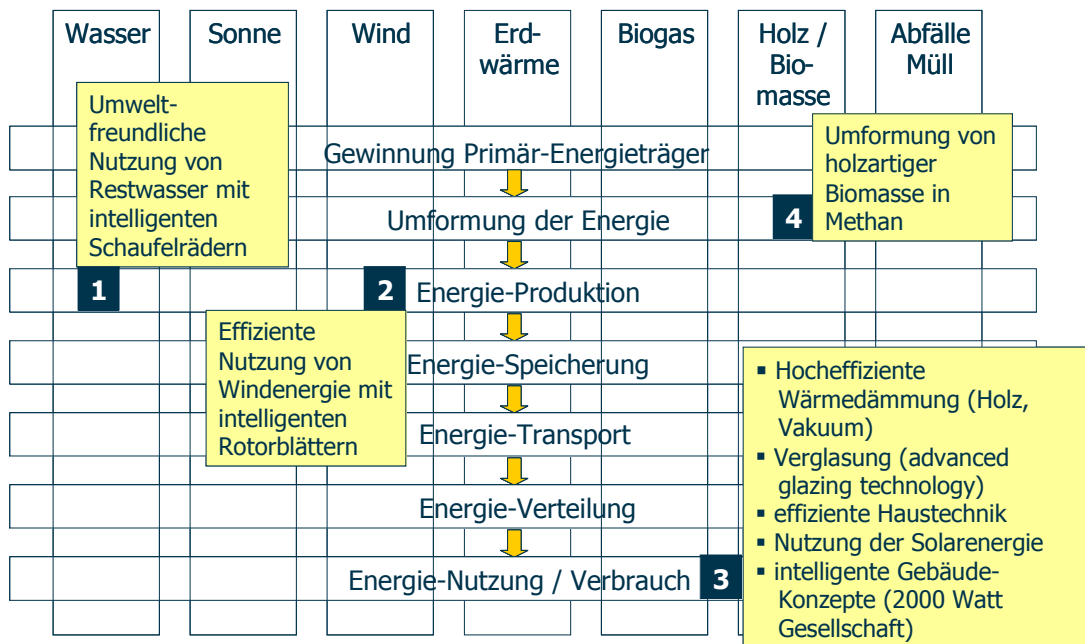 Wasser
Sonne
Wind
Erd-
wärme
Biogas
Holz /
Bio-
masse
Abfälle
Müll
Umwelt-
freundliche
Nutzung von
Restwasser mit
intelligenten
Schaufelrädern
Gewinnung Primär-Energieträger
Umformung von
holzartiger
Biomasse in
Methan
Umformung der Energie
4
1
2
Energie-Produktion
Effiziente
Nutzung von
Windenergie mit
intelligenten
Rotorblättern
Energie-Speicherung
Energie-Transport
Energie-Verteilung
Energie-Nutzung / Verbrauch
3
▪ Hocheffiziente
Wärmedämmung (Holz,
Vakuum)
▪ Verglasung (advanced
glazing technology)
▪ effiziente Haustechnik
▪ Nutzung der Solarenergie
▪ intelligente Gebäude-
Konzepte (2000 Watt
Gesellschaft)